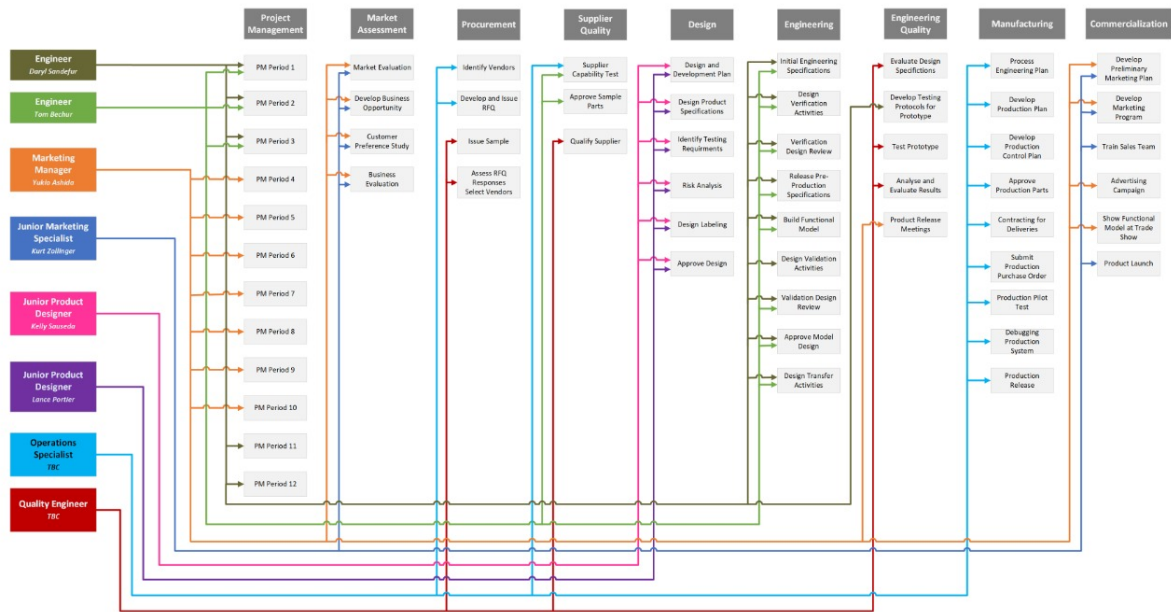 Project
Management
Market
Assessment
Procurement
Supplier
Quality
Design
Engineering
Engineering
Quality
Manufacturing
Commercialization
Engineer
Daryl Sandefur
Engineer
Tom Bechar
Marketing
Manager
Yukio Ashida
Junior Marketing
Specialist
Kurt Zollinger
Junior Product
Designer
Kelly Sauseda
Junior Product
Designer
Lance Portier
Operations
Specialist
TBC
Quality Engineer
TBC
PM Period 1
PM Period 2
PM Period 3
PM Period 4
PM Period 5
PM Period 6
PM Period 7
PM Period 8
PM Period 9
PM Period 10
PM Period 11
PM Period 12
Market Evaluation
Develop Business
Opportunity
Customer
Preference Study
Business
Evaluation
Identify Vendors
Develop and Issue
RFQ
Issue Sample
Assess RFQ
Responses
Select Vendors
Supplier
Capability Test
Approve Sample
Parts
Qualify Supplier
Design and
Development Plan
Design Product
Specifications
Identify Testing
Requirments
Risk Analysis
Design Labeling
Approve Design
Initial Engineering
Specifications
Design
Verification
Activities
Verification
Design Review
Release Pre-
Production
Specifications
Build Functional
Model
Design Validation
Activities
Validation Design
Review
Approve Model
Design
Design Transfer
Activities
Evaluate Design
Specifictions
Develop Testing
Protocols for
Prototype
Test Prototype
Analyse and
Evaluate Results
Product Release
Meetings
Process
Engineering Plan
Develop
Production Plan
Develop
Production
Control Plan
Approve
Production Parts
Contracting for
Deliveries
Submit
Production
Purchase Order
Production Pilot
Test
Debugging
Production
System
Production
Release
Develop
Preliminary
Marketing Plan
Develop
Marketing
Program
Train Sales Team
Advertising
Campaign
Show Functional
Model at Trade
Show
Product Launch